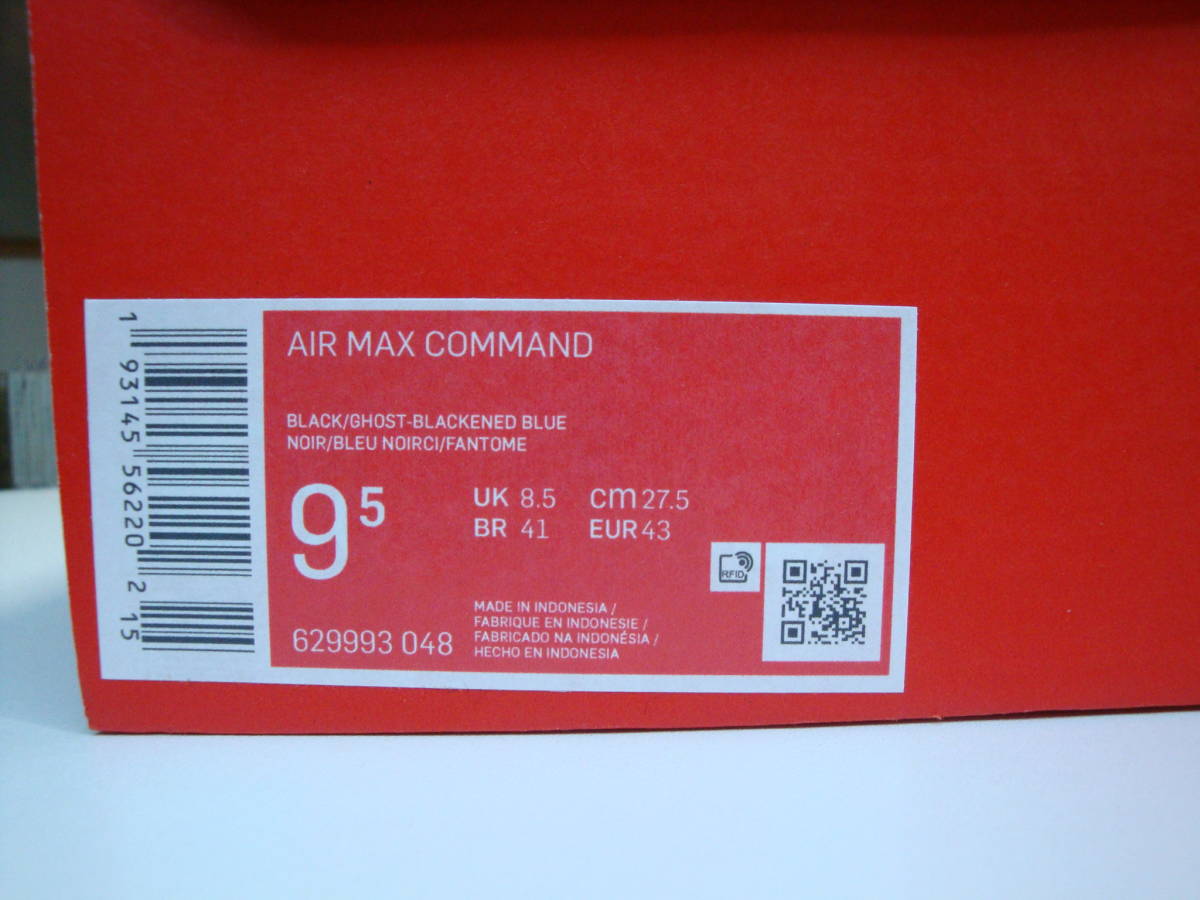 1 93145 56220 2 15
AIR MAX COMMAND
BLACK/GHOST-BLACKENED BLUE
NOIR/BLEU NOIRCI/FANTOME
9 5
UK 8.5 cm 27.5
BR 41 EUR 43
RFID
629993 048
MADE IN INDONESIA /
FABRIQUE EN INDONESIE /
FABRICADO NA INDONÉSIA /
HECHO EN INDONESIA